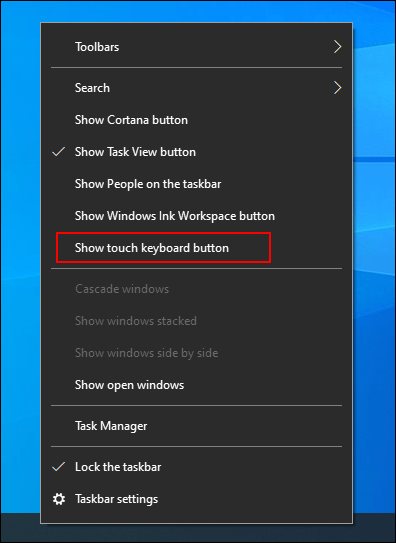 Toolbars
Search
Show Cortana button
Show Task View button
Show People on the taskbar
Show Windows Ink Workspace button
Show touch keyboard button
Cascade windows
Show windows stacked
Show windows side by side
Show open windows
Task Manager
Lock the taskbar
Taskbar settings